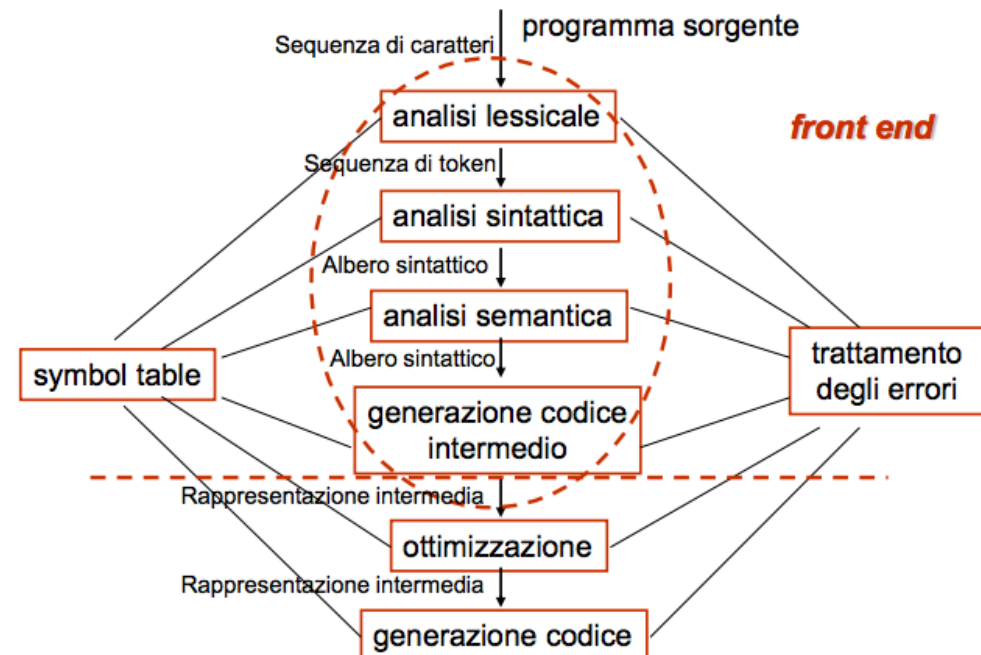 programma sorgente
Sequenza di caratteri
analisi lessicale
front end
Sequenza di token
analisi sintattica
Albero sintattico
analisi semantica
Albero sintattico
symbol table
trattamento
degli errori
generazione codice
intermedio
Rappresentazione intermedia
ottimizzazione
Rappresentazione intermedia
generazione codice